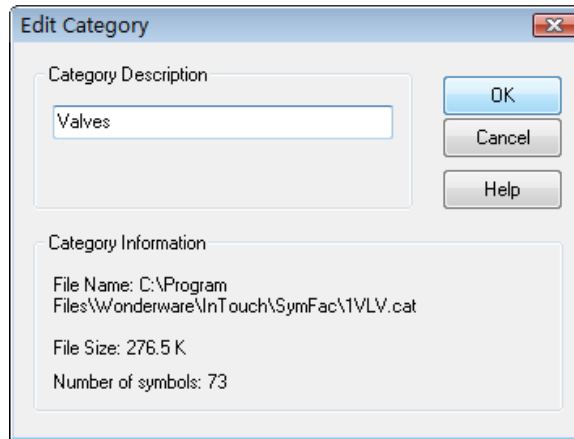 Edit Category
Category Description
Valves
OK
Cancel
Help
Category Information
File Name: C:\Program
Files\Wonderware\InTouch\SymFac\1VLV.cat
File Size: 276.5 K
Number of symbols: 73